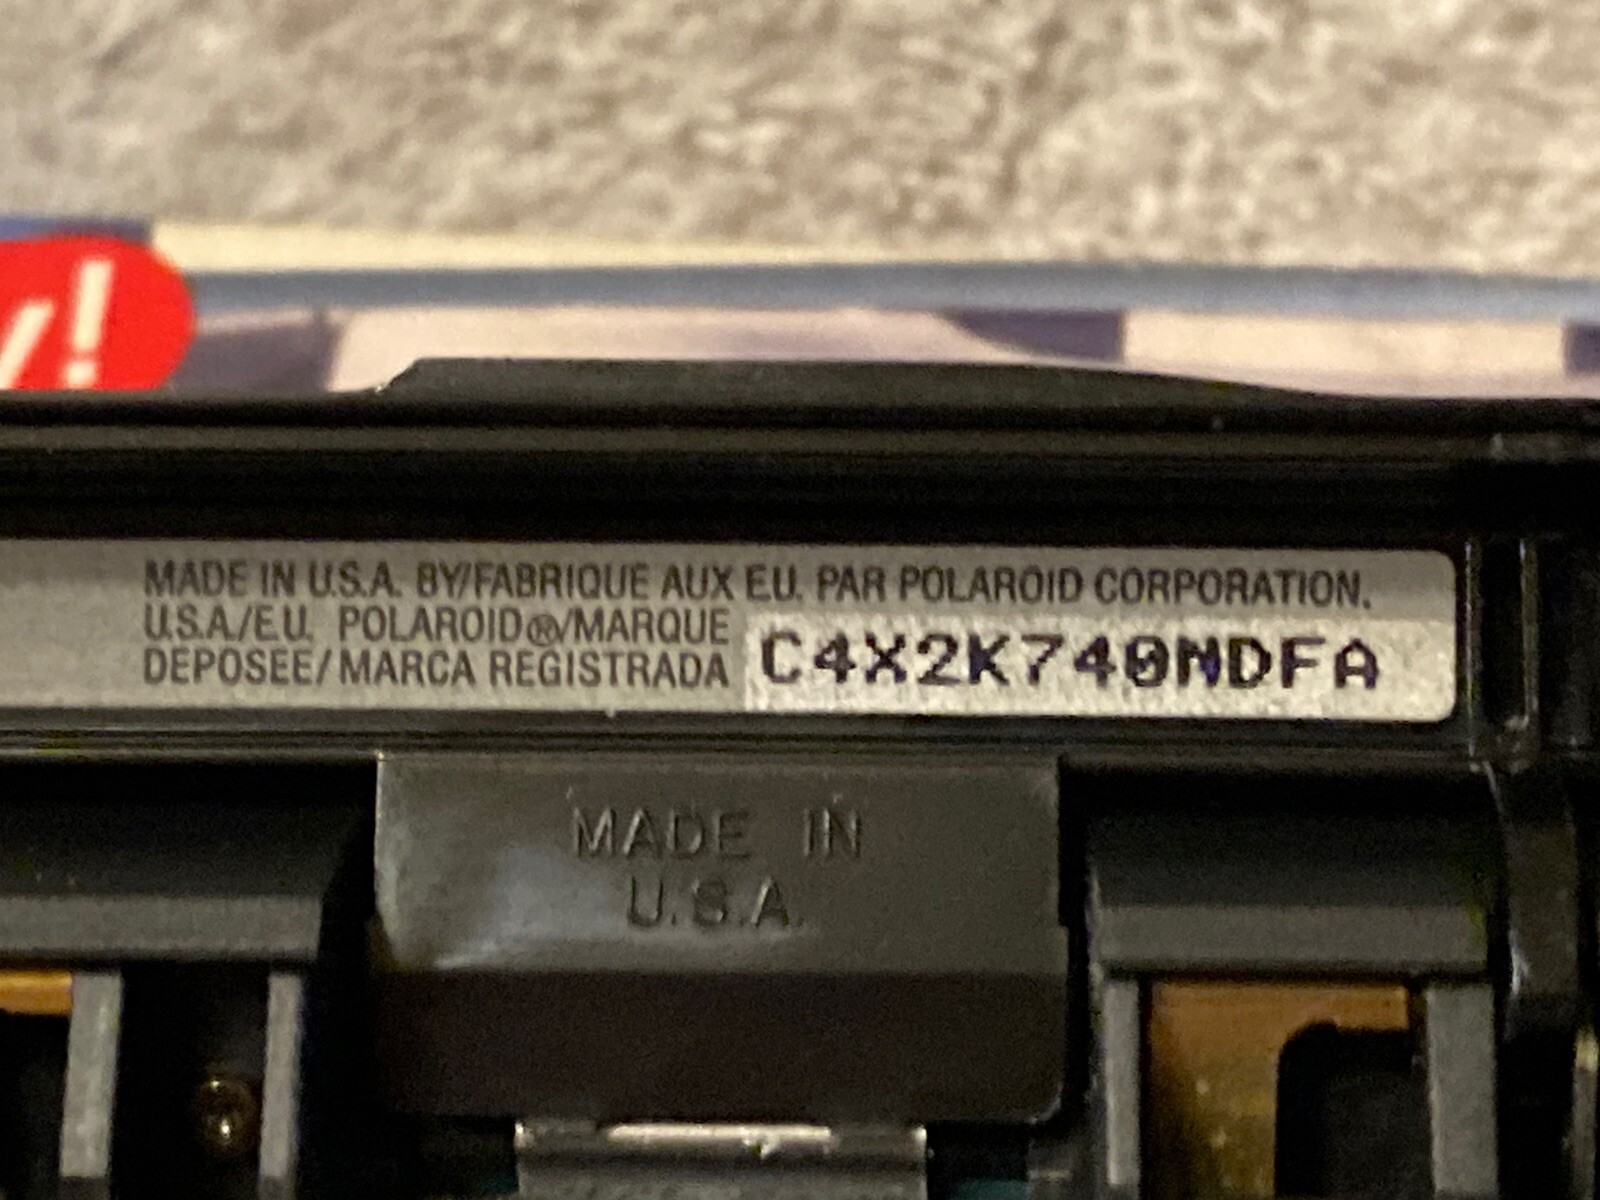 y!
MADE IN U.S.A. BY/FABRIQUE AUX E.U. PAR POLAROID CORPORATION.
U.S.A./E.U. POLAROID®/MARQUE
DEPOSEE/MARCA REGISTRADA C4X2K740NDFA
MADE IN
U.S.A.